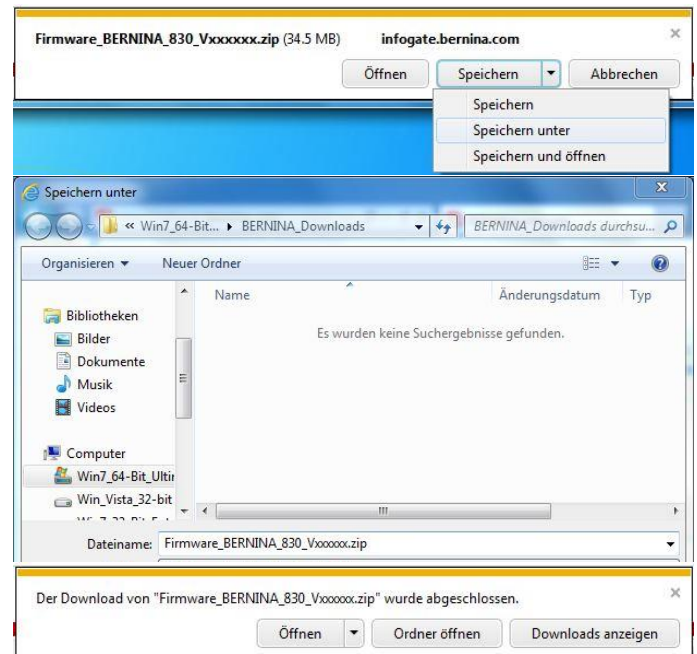 Firmware_BERNINA_830_Vxxxxxx.zip (34.5 MB) infogate.bernina.com
Öffnen Speichern Abbrechen
Speichern
Speichern unter
Speichern und öffnen
Speichern unter
« Win7_64-Bit... BERNINA_Downloads BERNINA_Downloads durchsu...
Organisieren Neuer Ordner
Name Änderungsdatum Typ
Es wurden keine Suchergebnisse gefunden.
Bibliotheken
Bilder
Dokumente
Musik
Videos
Computer
Win7_64-Bit_Ultir
Win_Vista_32-bit
Dateiname: Firmware_BERNINA_830_Vxxxxxx.zip
Der Download von "Firmware_BERNINA_830_Vxxxxxx.zip" wurde abgeschlossen.
Öffnen Ordner öffnen Downloads anzeigen